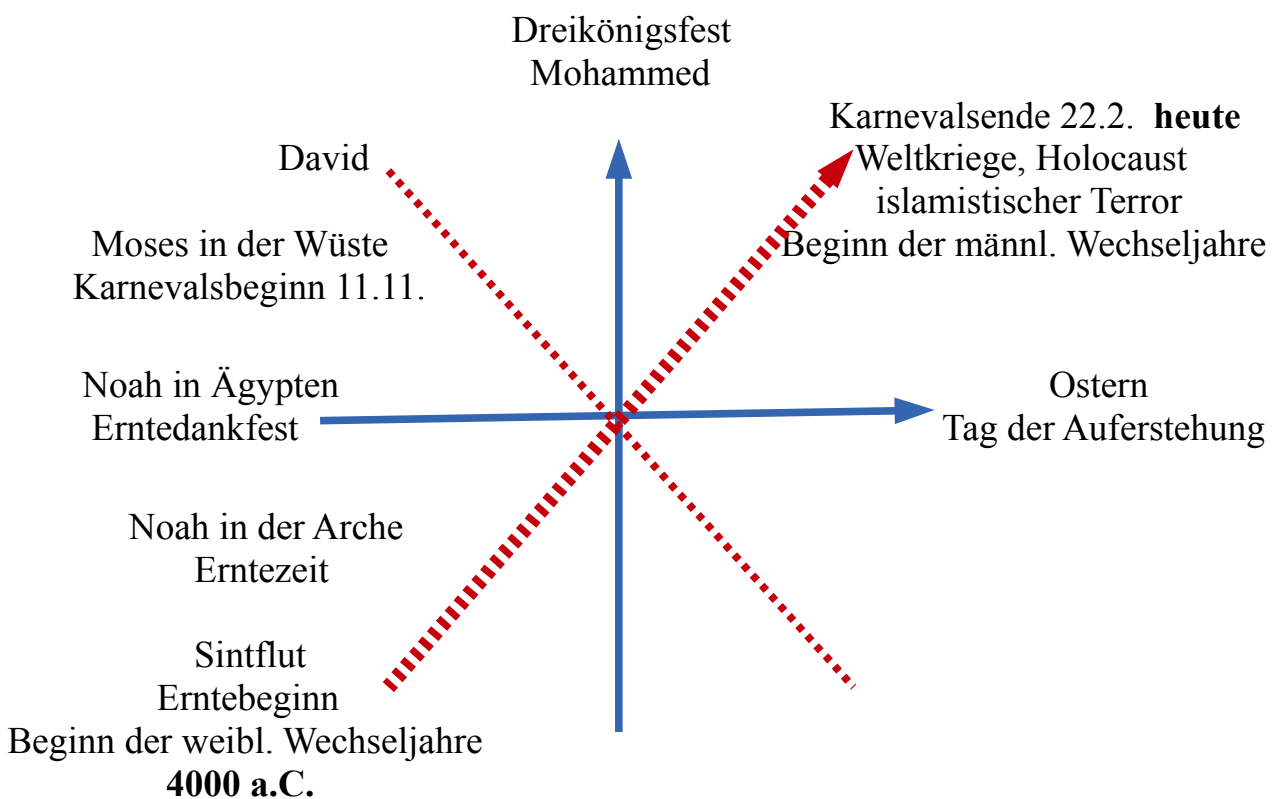 Dreikönigsfest
Mohammed
Karnevalsende 22.2. heute
Weltkriege, Holocaust
islamistischer Terror
Beginn der männl. Wechseljahre
David
Moses in der Wüste
Karnevalsbeginn 11.11.
Noah in Ägypten
Erntedankfest
Ostern
Tag der Auferstehung
Noah in der Arche
Erntezeit
Sintflut
Erntebeginn
Beginn der weibl. Wechseljahre
4000 a.C.